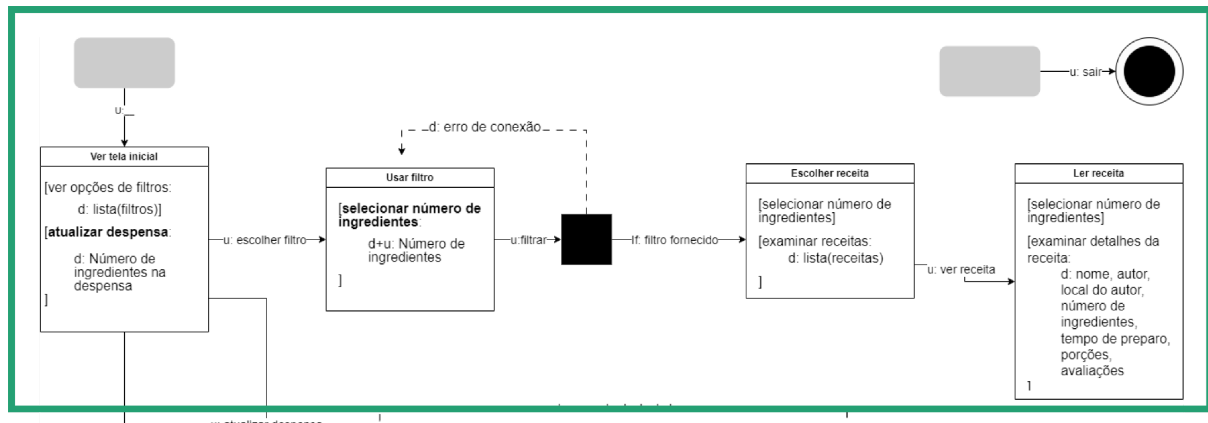 u: sair
u:
Ver tela inicial
[ver opções de filtros:
d: lista(filtros)]
[atualizar despensa:
d: Número de
ingredientes na
despensa
]
u: escolher filtro
d: erro de conexão
Usar filtro
[selecionar número de
ingredientes:
d+u: Número de
ingredientes
]
u:filtrar
If: filtro fornecido
Escolher receita
[selecionar número de
ingredientes]
[examinar receitas:
d: lista(receitas)
]
u: ver receita
Ler receita
[selecionar número de
ingredientes]
[examinar detalhes da
receita:
d: nome, autor,
local do autor,
número de
ingredientes,
tempo de preparo,
porções,
avaliações
]
u: atualizar despensa